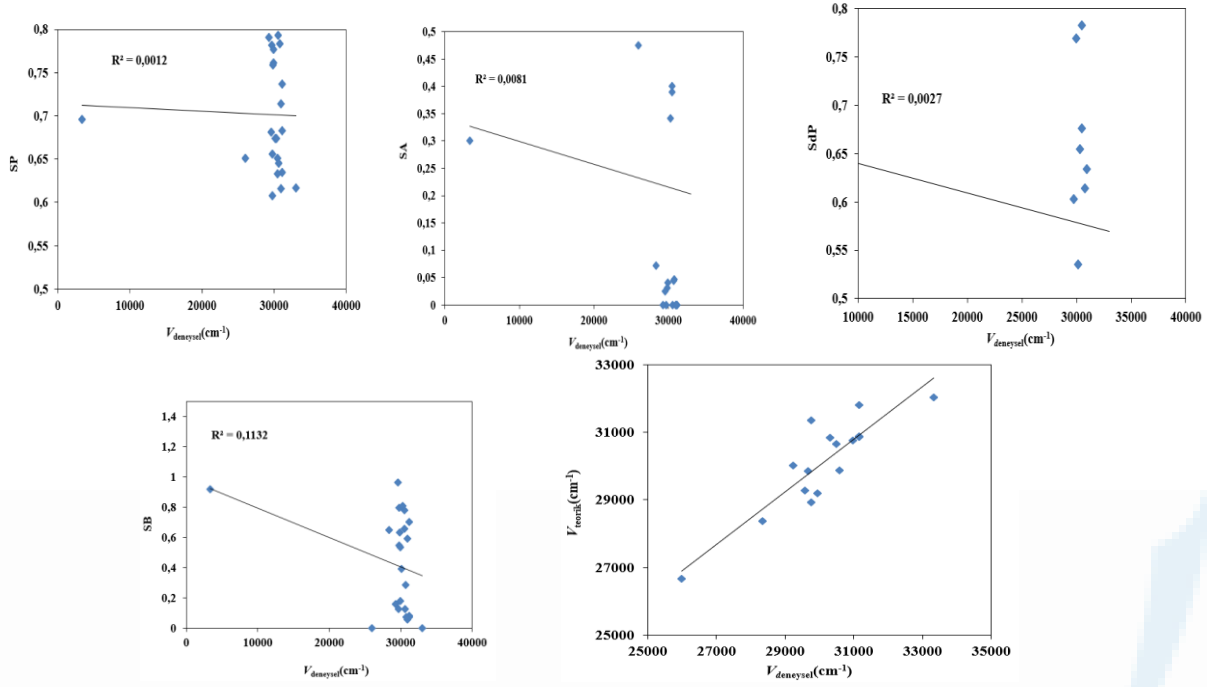 0,8
0,75
0,7
0,65
0,6
0,55
0,5
SP
R² = 0,0012
0 10000 20000 30000 40000
V deneysel(cm-1)
0,5
0,45
0,4
0,35
0,3
0,25
0,2
0,15
0,1
0,05
0
SA
R² = 0,0081
0 10000 20000 30000 40000
V deneysel(cm-1)
0,8
0,75
0,7
0,65
0,6
0,55
0,5
SdP
R² = 0,0027
10000 15000 20000 25000 30000 35000 40000
V deneysel(cm-1)
1,4
1,2
1
0,8
0,6
0,4
0,2
0
SB
R² = 0,1132
0 10000 20000 30000 40000
V deneysel(cm-1)
33000
31000
29000
27000
25000
V teorik(cm-1)
25000 27000 29000 31000 33000 35000
V deneysel(cm-1)